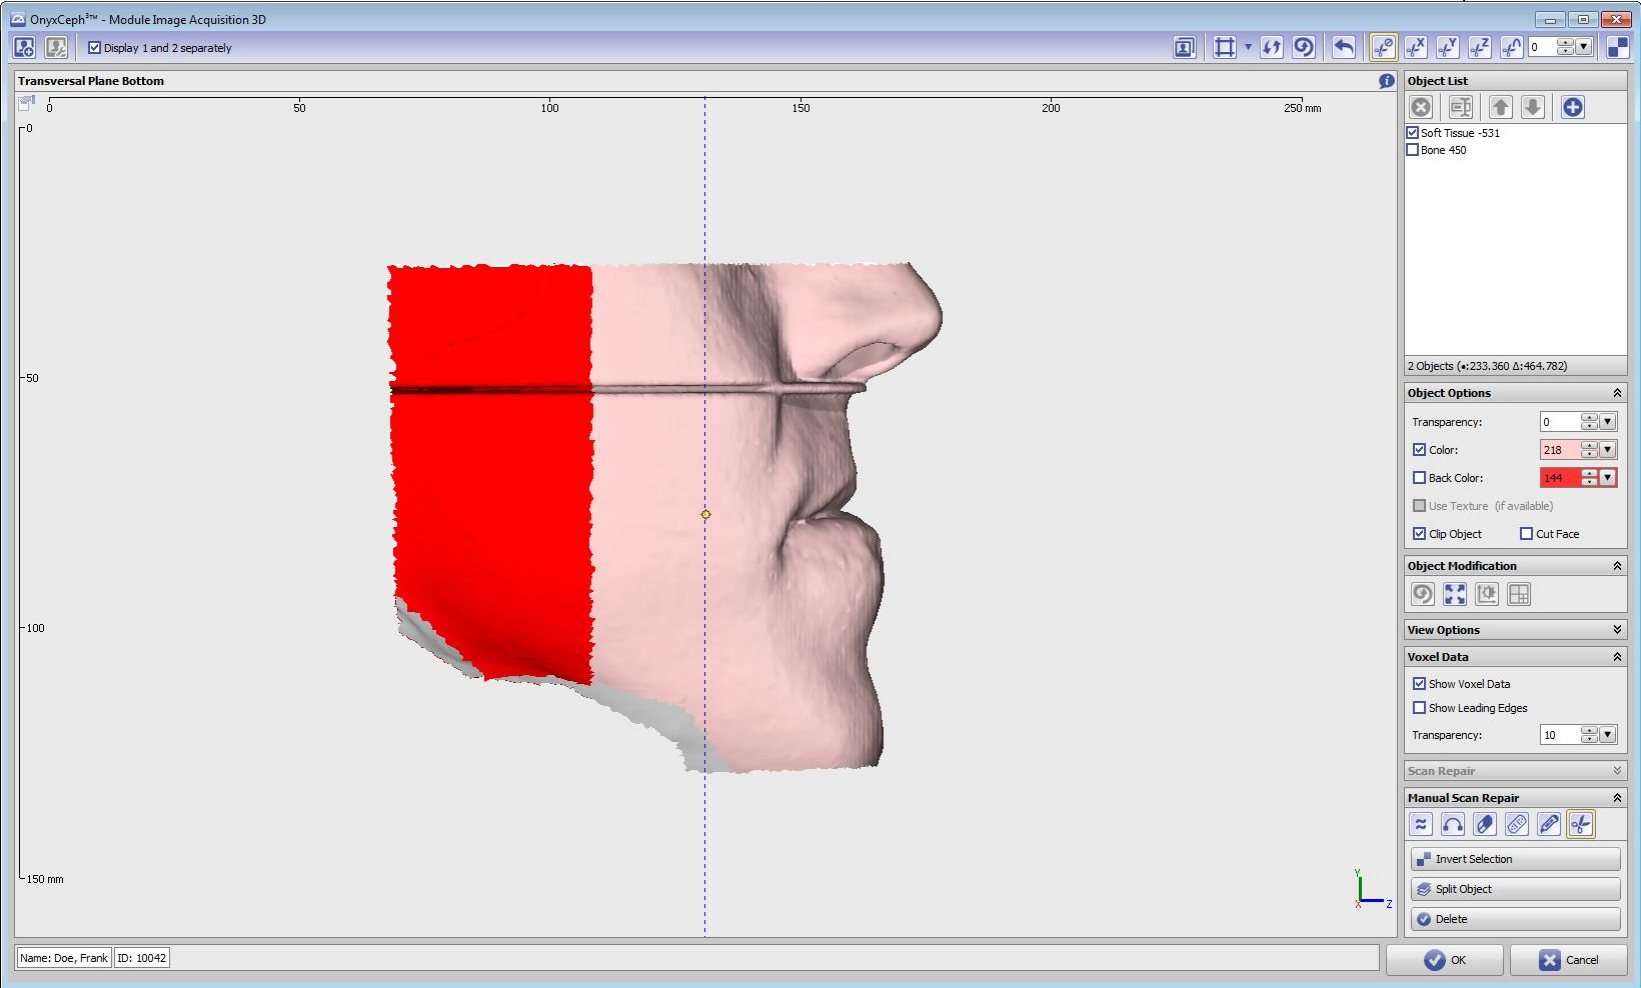 OnyxCeph³™ - Module Image Acquisition 3D
Display 1 and 2 separately
0
Transversal Plane Bottom
0 50 100 150 200 250 mm
0
50
100
150 mm
Y
X Z
Object List
Soft Tissue -531
Bone 450
2 Objects (•:233.360 Δ:464.782)
Object Options
Transparency: 0
Color: 218
Back Color: 144
Use Texture (if available)
Clip Object Cut Face
Object Modification
View Options
Voxel Data
Show Voxel Data
Show Leading Edges
Transparency: 10
Scan Repair
Manual Scan Repair
Invert Selection
Split Object
Delete
Name: Doe, Frank ID: 10042
OK Cancel